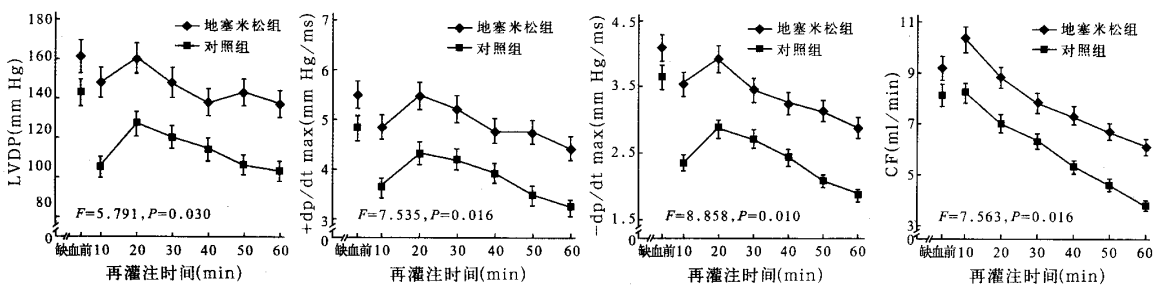 LVDP(mm Hg)
180
160
140
120
100
80
0
地塞米松组
对照组
F=5.791,P=0.030
缺血前 10 20 30 40 50 60
再灌注时间(min)
+dp/dt max(mm Hg/ms)
7
6
5
4
3
0
地塞米松组
对照组
F=7.535,P=0.016
缺血前 10 20 30 40 50 60
再灌注时间(min)
-dp/dt max(mm Hg/ms)
4.5
3.5
2.5
1.5
0
地塞米松组
对照组
F=8.858,P=0.010
缺血前 10 20 30 40 50 60
再灌注时间(min)
CF(ml/min)
11
9
7
5
3
0
地塞米松组
对照组
F=7.563,P=0.016
缺血前 10 20 30 40 50 60
再灌注时间(min)